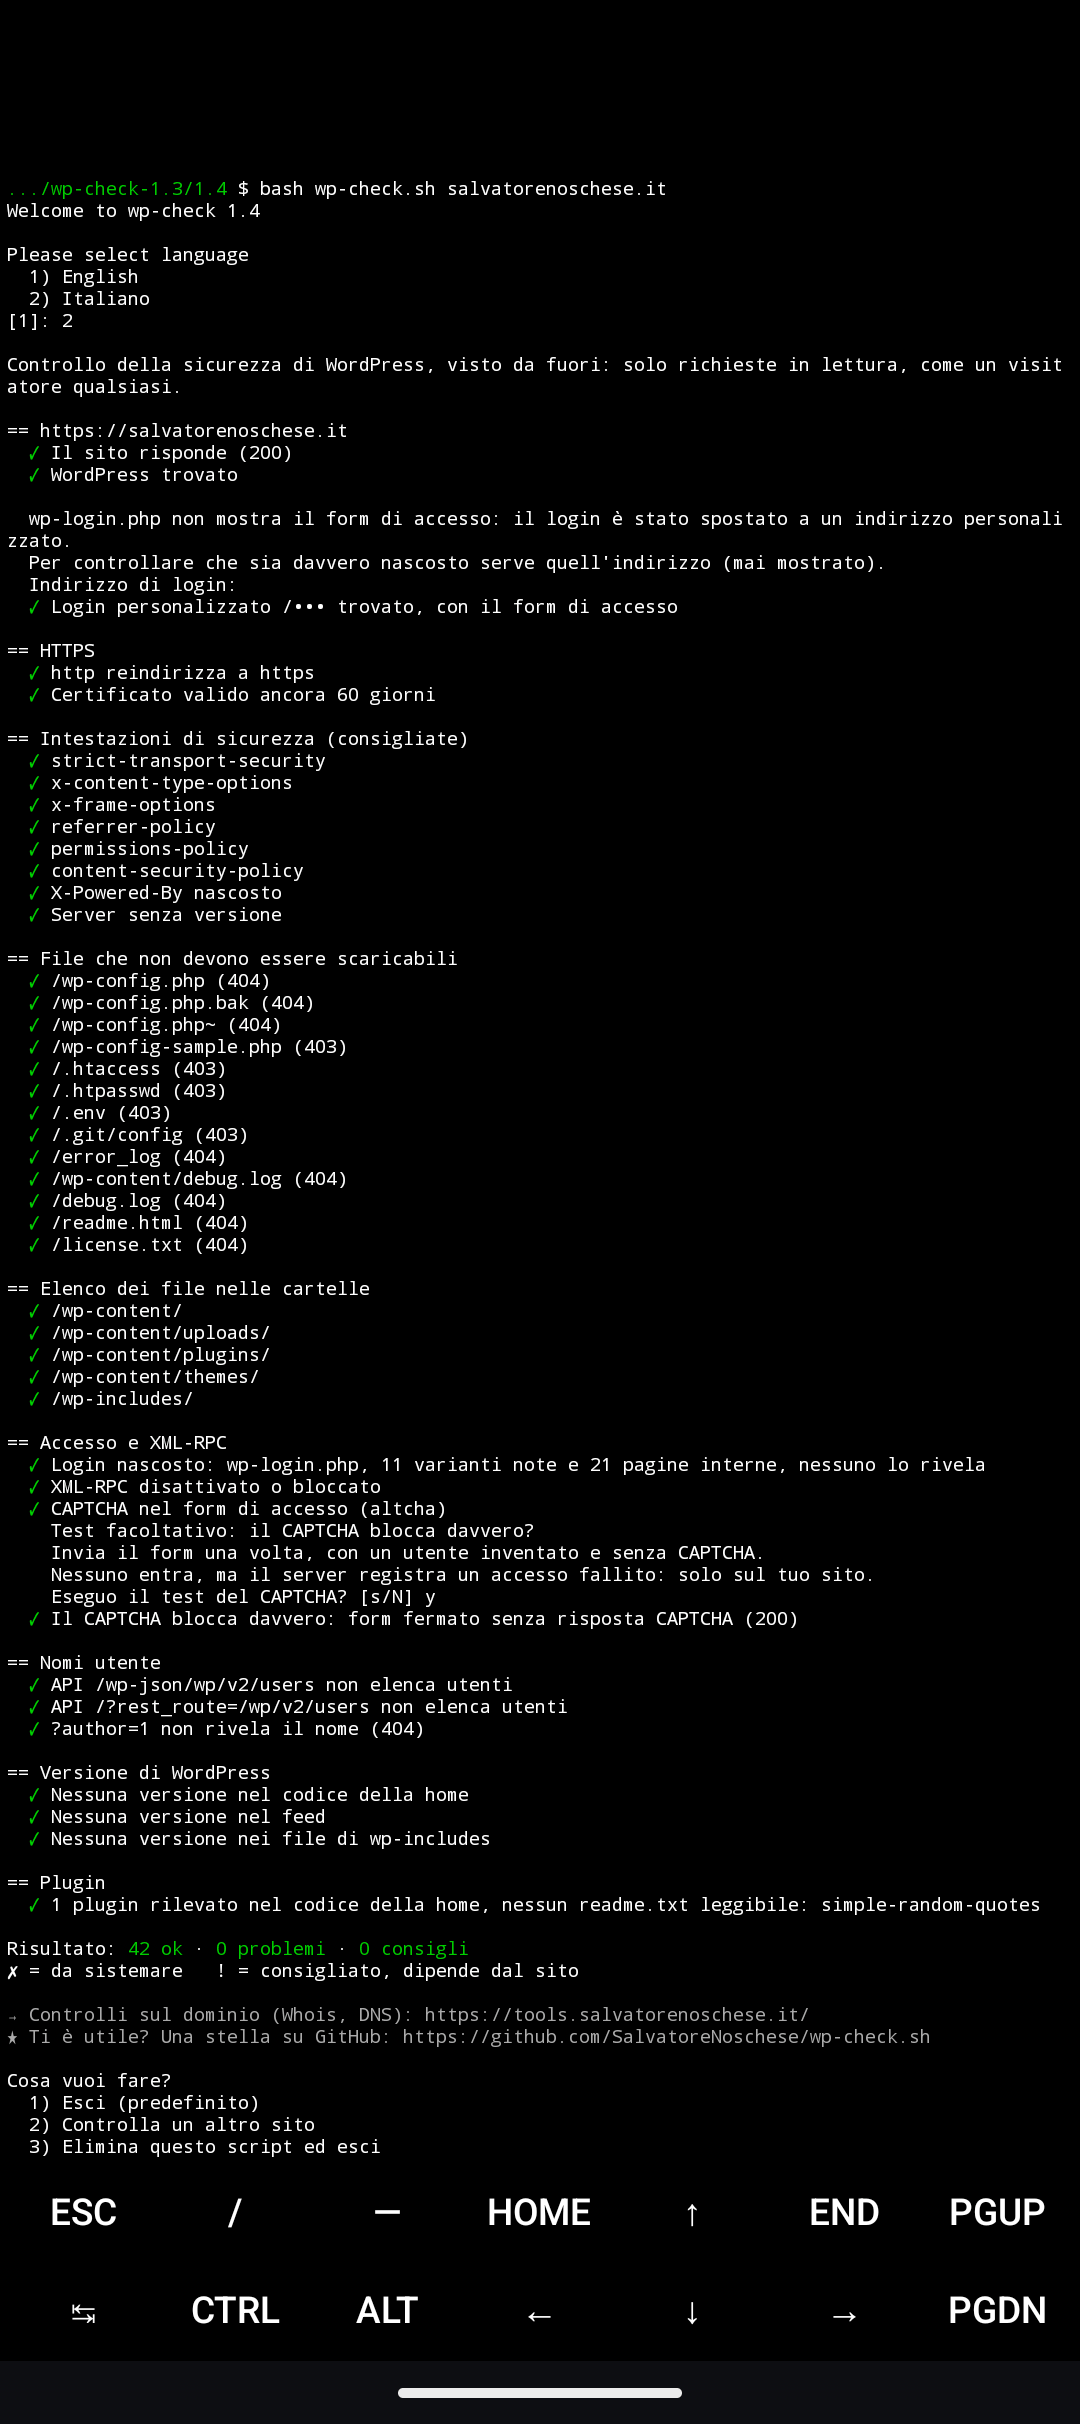 .../wp-check-1.3/1.4 $ bash wp-check.sh salvatorenoschese.it
Welcome to wp-check 1.4
Please select language
1) English
2) Italiano
[1]: 2
Controllo della sicurezza di WordPress, visto da fuori: solo richieste in lettura, come un visit
atore qualsiasi.
== https://salvatorenoschese.it
✓ Il sito risponde (200)
✓ WordPress trovato
wp-login.php non mostra il form di accesso: il login è stato spostato a un indirizzo personali
zzato.
Per controllare che sia davvero nascosto serve quell'indirizzo (mai mostrato).
Indirizzo di login:
✓ Login personalizzato /••• trovato, con il form di accesso
== HTTPS
✓ http reindirizza a https
✓ Certificato valido ancora 60 giorni
== Intestazioni di sicurezza (consigliate)
✓ strict-transport-security
✓ x-content-type-options
✓ x-frame-options
✓ referrer-policy
✓ permissions-policy
✓ content-security-policy
✓ X-Powered-By nascosto
✓ Server senza versione
== File che non devono essere scaricabili
✓ /wp-config.php (404)
✓ /wp-config.php.bak (404)
✓ /wp-config.php~ (404)
✓ /wp-config-sample.php (403)
✓ /.htaccess (403)
✓ /.htpasswd (403)
✓ /.env (403)
✓ /.git/config (403)
✓ /error_log (404)
✓ /wp-content/debug.log (404)
✓ /debug.log (404)
✓ /readme.html (404)
✓ /license.txt (404)
== Elenco dei file nelle cartelle
✓ /wp-content/
✓ /wp-content/uploads/
✓ /wp-content/plugins/
✓ /wp-content/themes/
✓ /wp-includes/
== Accesso e XML-RPC
✓ Login nascosto: wp-login.php, 11 varianti note e 21 pagine interne, nessuno lo rivela
✓ XML-RPC disattivato o bloccato
✓ CAPTCHA nel form di accesso (altcha)
Test facoltativo: il CAPTCHA blocca davvero?
Invia il form una volta, con un utente inventato e senza CAPTCHA.
Nessuno entra, ma il server registra un accesso fallito: solo sul tuo sito.
Eseguo il test del CAPTCHA? [s/N] y
✓ Il CAPTCHA blocca davvero: form fermato senza risposta CAPTCHA (200)
== Nomi utente
✓ API /wp-json/wp/v2/users non elenca utenti
✓ API /?rest_route=/wp/v2/users non elenca utenti
✓ ?author=1 non rivela il nome (404)
== Versione di WordPress
✓ Nessuna versione nel codice della home
✓ Nessuna versione nel feed
✓ Nessuna versione nei file di wp-includes
== Plugin
✓ 1 plugin rilevato nel codice della home, nessun readme.txt leggibile: simple-random-quotes
Risultato: 42 ok · 0 problemi · 0 consigli
✗ = da sistemare   ! = consigliato, dipende dal sito
→ Controlli sul dominio (Whois, DNS): https://tools.salvatorenoschese.it/
★ Ti è utile? Una stella su GitHub: https://github.com/SalvatoreNoschese/wp-check.sh
Cosa vuoi fare?
1) Esci (predefinito)
2) Controlla un altro sito
3) Elimina questo script ed esci
ESC / — HOME ↑ END PGUP
↹ CTRL ALT ← ↓ → PGDN